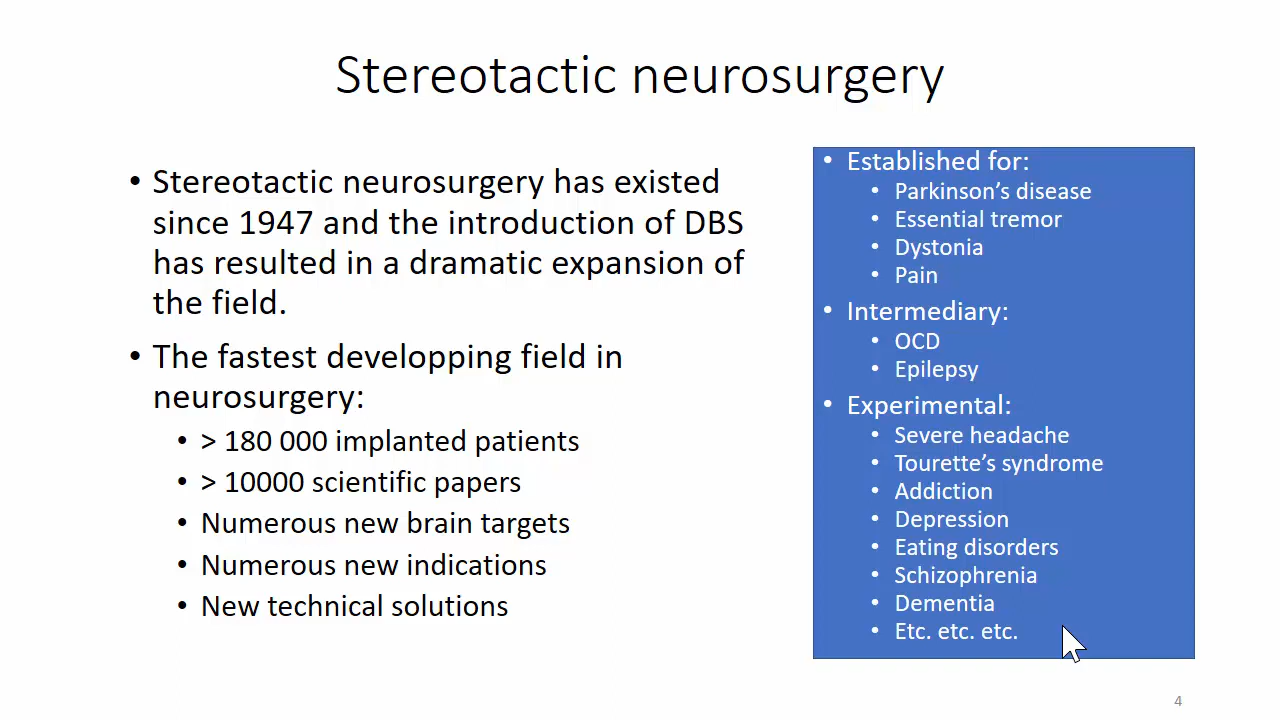 Stereotactic neurosurgery
• Stereotactic neurosurgery has existed
since 1947 and the introduction of DBS
has resulted in a dramatic expansion of
the field.
• The fastest developping field in
neurosurgery:
• > 180 000 implanted patients
• > 10000 scientific papers
• Numerous new brain targets
• Numerous new indications
• New technical solutions
• Established for:
• Parkinson’s disease
• Essential tremor
• Dystonia
• Pain
• Intermediary:
• OCD
• Epilepsy
• Experimental:
• Severe headache
• Tourette’s syndrome
• Addiction
• Depression
• Eating disorders
• Schizophrenia
• Dementia
• Etc. etc. etc.
4